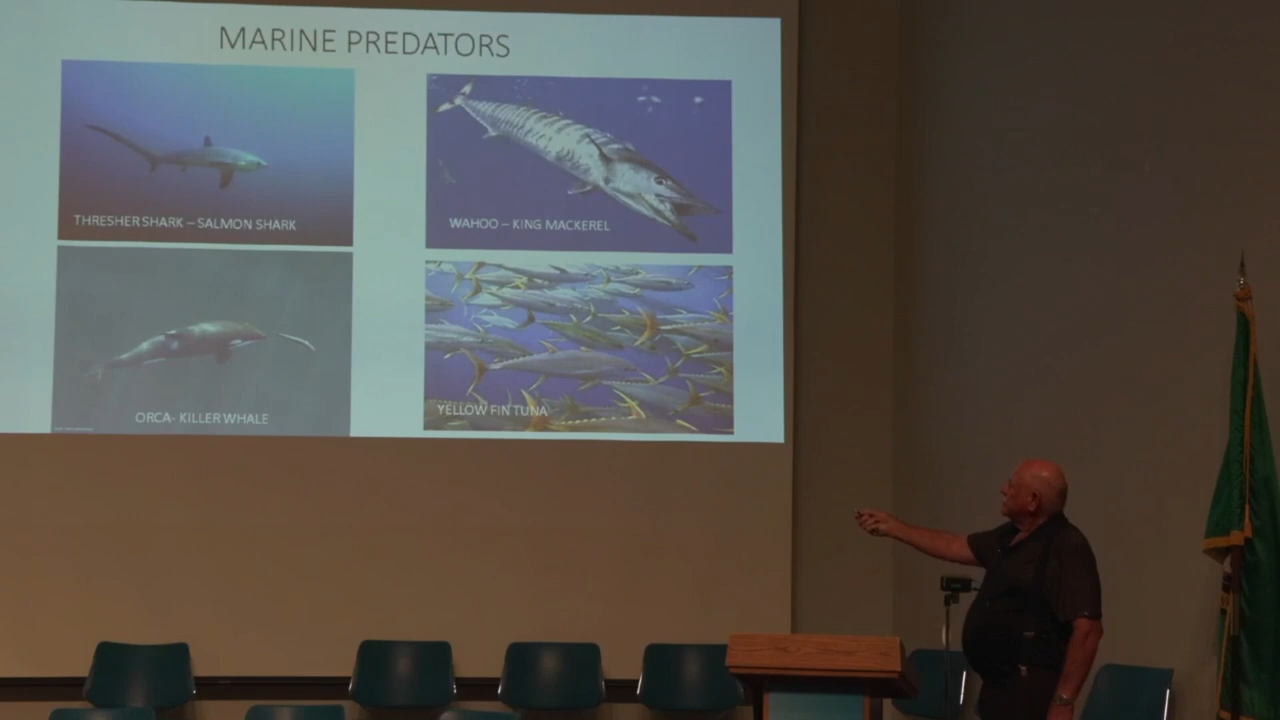 MARINE PREDATORS
THRESHER SHARK – SALMON SHARK
WAHOO – KING MACKEREL
ORCA- KILLER WHALE
YELLOW FIN TUNA